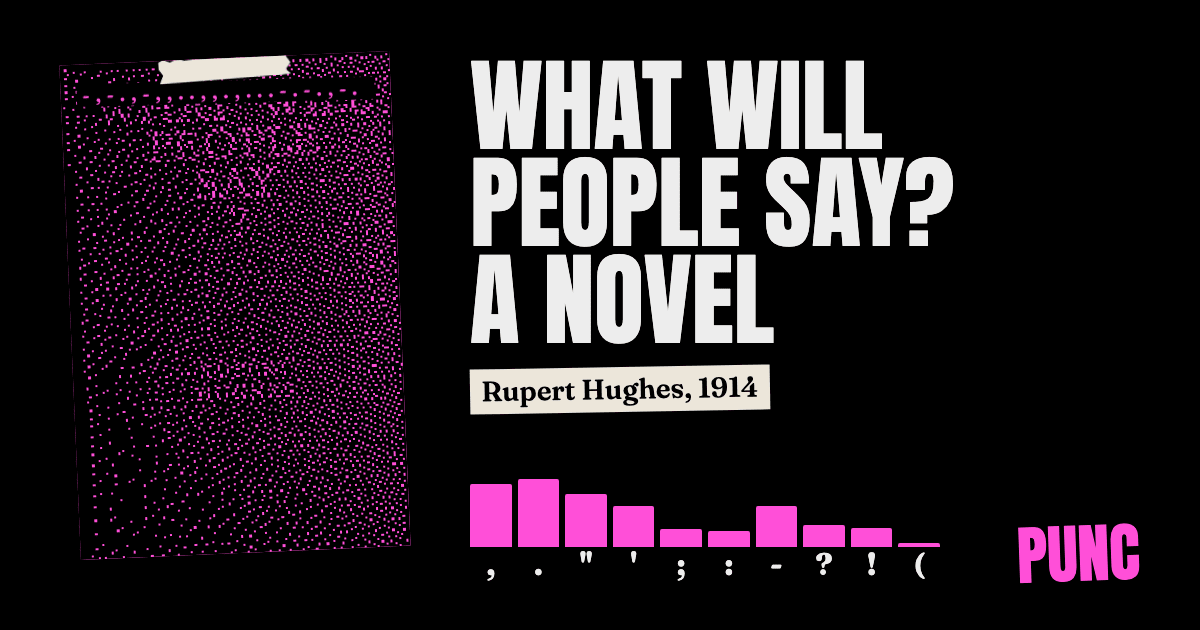 WHAT WILL
PEOPLE SAY?
A NOVEL
Rupert Hughes, 1914
, . " ' ; : - ? ! (
PUNC